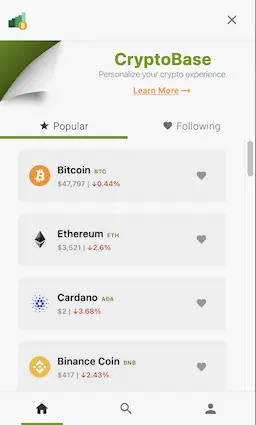 CryptoBase
Personalize your crypto experience.
Learn More →
Popular
Following
Bitcoin BTC
$47,797 | ↓0.44%
Ethereum ETH
$3,521 | ↓2.6%
Cardano ADA
$2 | ↓3.68%
Binance Coin BNB
$417 | ↓2.43%